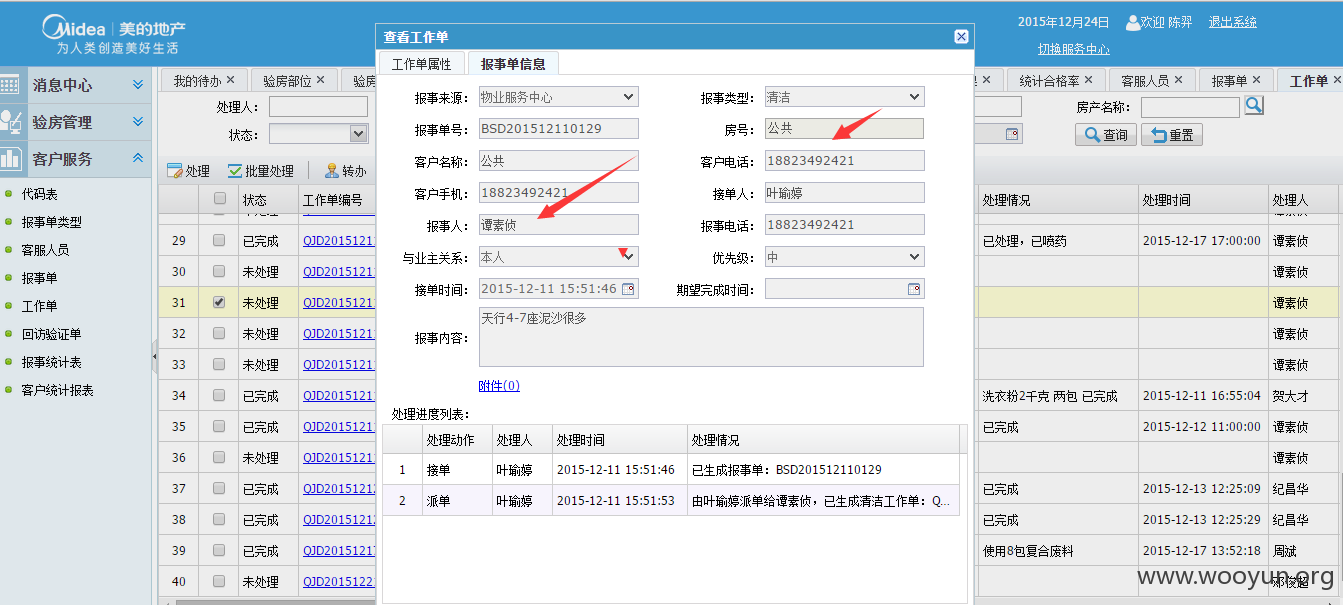 Midea 美的地产
为人类创造美好生活
2015年12月24日 欢迎 陈羿 退出系统
切换服务中心
消息中心
验房管理
客户服务
代码表
报事单类型
客服人员
报事单
工作单
回访验证单
报事统计表
客户统计报表
我的待办 × 验房部位 × 验房
统计合格率 × 客服人员 × 报事单 × 工作单 ×
处理人：
状态：
房产名称：
查询 重置
处理 批量处理 转办
查看工作单
工作单属性 报事单信息
报事来源： 物业服务中心 报事类型： 清洁
报事单号： BSD201512110129 房号： 公共
客户名称： 公共 客户电话： 18823492421
客户手机： 18823492421 接单人： 叶瑜婷
报事人： 谭素侦 报事电话： 18823492421
与业主关系： 本人 优先级： 中
接单时间： 2015-12-11 15:51:46 期望完成时间：
报事内容： 天行4-7座泥沙很多
附件(0)
处理进度列表：
处理动作 处理人 处理时间 处理情况
1 接单 叶瑜婷 2015-12-11 15:51:46 已生成报事单：BSD201512110129
2 派单 叶瑜婷 2015-12-11 15:51:53 由叶瑜婷派单给谭素侦，已生成清洁工作单：Q...
状态 工作单编号 处理情况 处理时间 处理人
29 已完成 QJD2015121 已处理，已喷药 2015-12-17 17:00:00 谭素侦
30 未处理 QJD2015121 谭素侦
31 未处理 QJD2015121 谭素侦
32 未处理 QJD2015121 谭素侦
33 未处理 QJD2015121 谭素侦
34 已完成 QJD2015121 洗衣粉2千克 两包 已完成 2015-12-11 16:55:04 贺大才
35 已完成 QJD2015121 已完成 2015-12-12 11:00:00 谭素侦
36 未处理 QJD2015121 谭素侦
37 已完成 QJD2015121 已完成 2015-12-13 12:25:09 纪昌华
38 已完成 QJD2015121 已完成 2015-12-13 12:25:29 纪昌华
39 已完成 QJD2015121 使用8包复合废料 2015-12-17 13:52:18 周斌
40 未处理 QJD2015122
www.wooyun.org